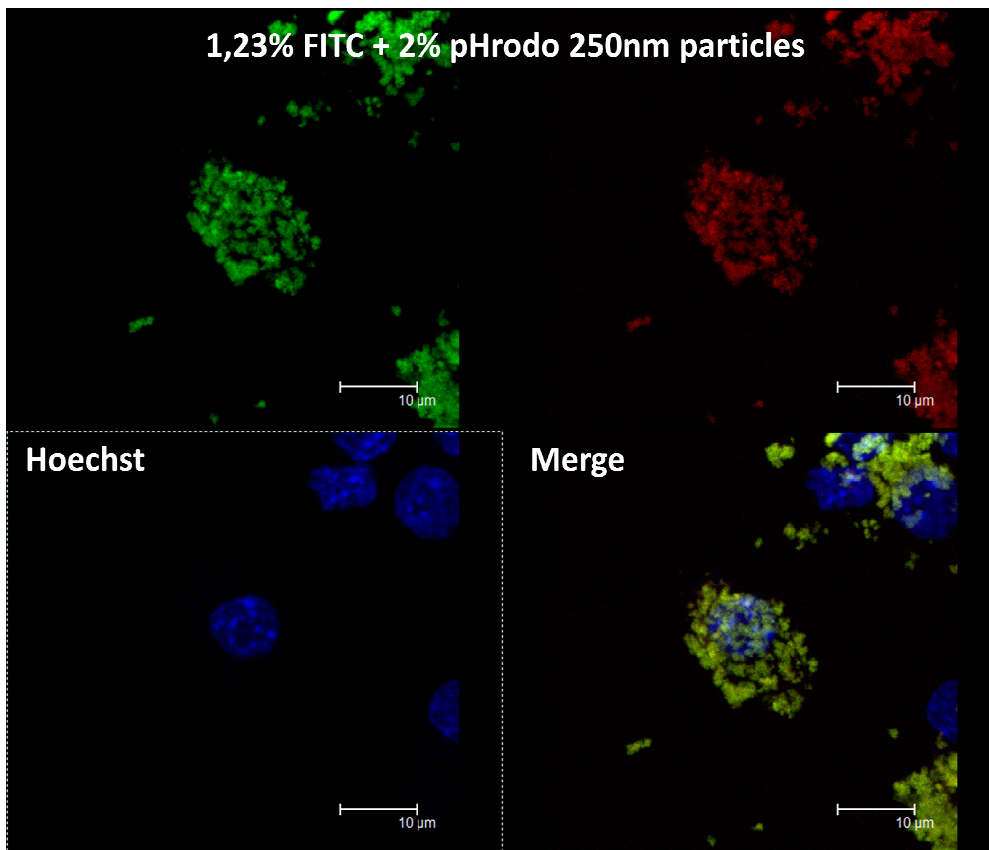 1,23% FITC + 2% pHrodo 250nm particles
10 µm
10 µm
Hoechst
Merge
10 µm
10 µm